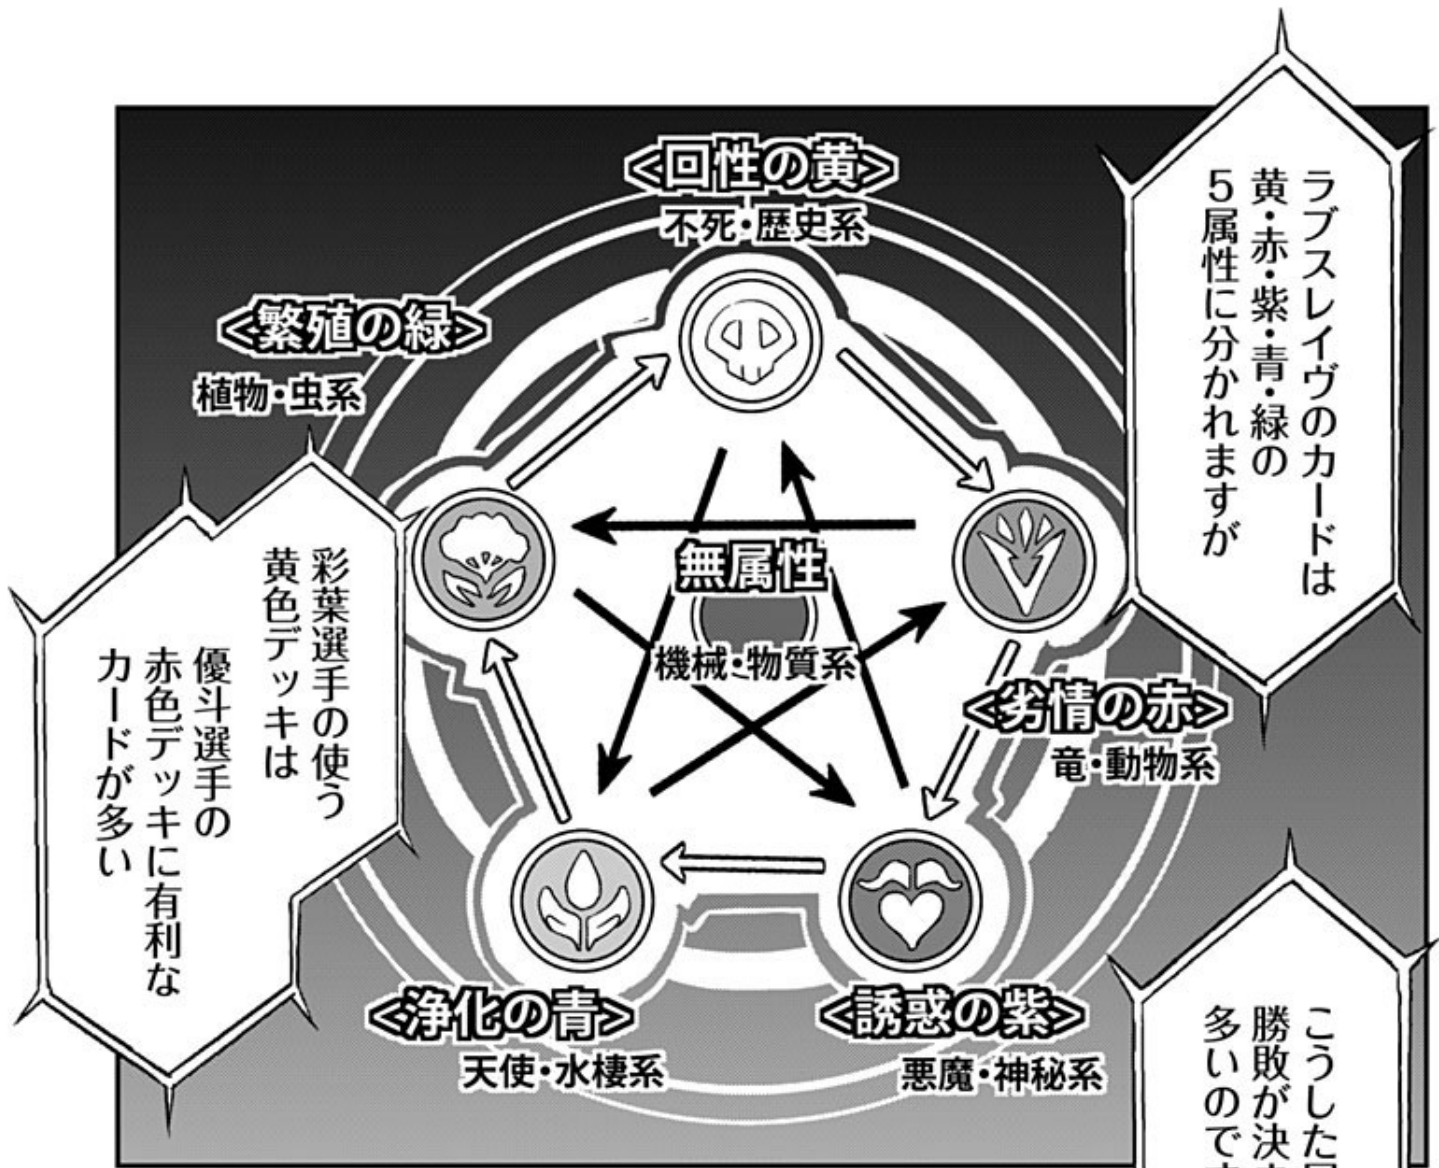 ラブスレイヴのカードは
黄・赤・紫・青・緑の
5属性に分かれますが
<回性の黄>
不死・歴史系
<繁殖の緑>
植物・虫系
無属性
機械・物質系
<劣情の赤>
竜・動物系
<浄化の青>
天使・水棲系
<誘惑の紫>
悪魔・神秘系
彩葉選手の使う
黄色デッキは
優斗選手の
赤色デッキに有利な
カードが多い
こうした
勝敗が決
多いので